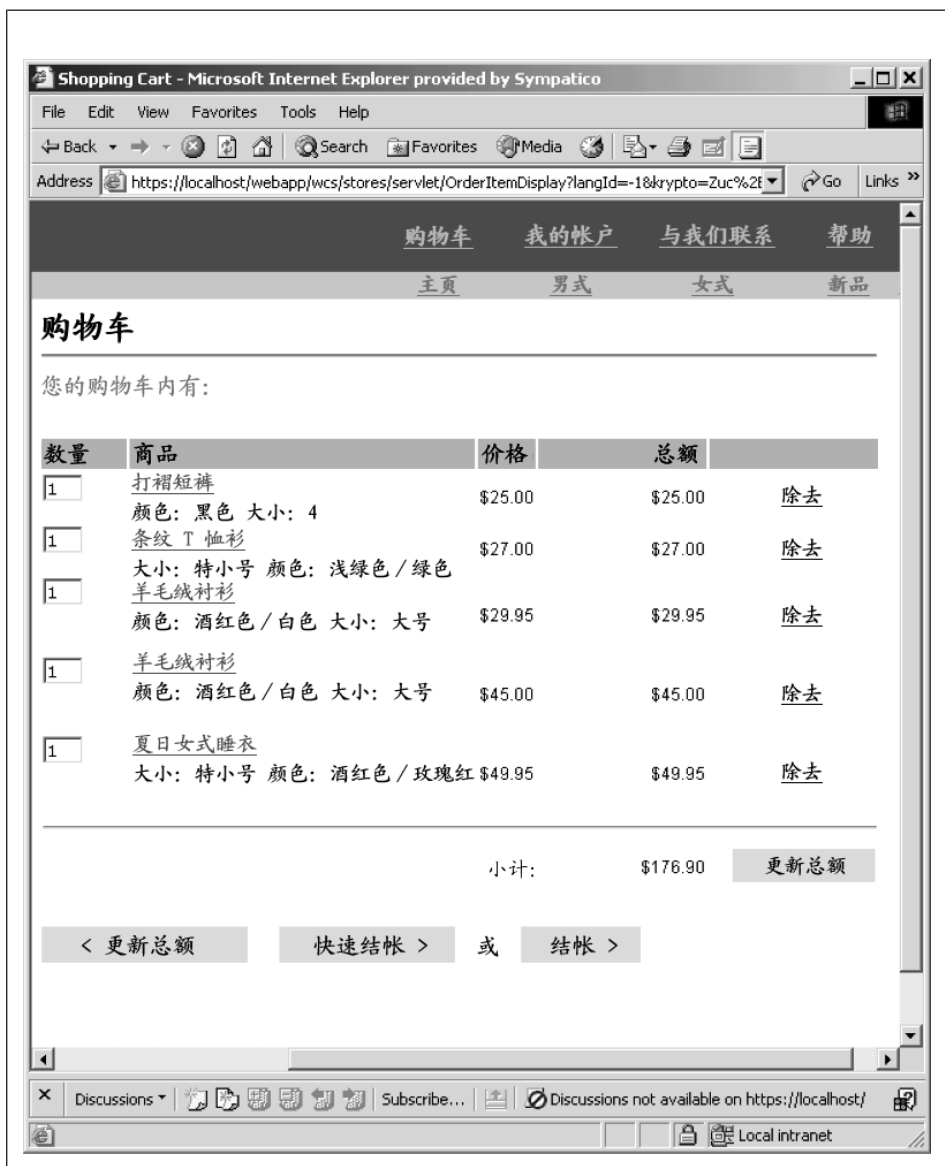 Shopping Cart - Microsoft Internet Explorer provided by Sympatico
File Edit View Favorites Tools Help
Back Search Favorites Media
Address https://localhost/webapp/wcs/stores/servlet/OrderItemDisplay?langId=-1&krypto=Zuc%2E Go Links »
购物车 我的帐户 与我们联系 帮助
主页 男式 女式 新品
购物车
您的购物车内有:
数量 商品 价格 总额
1 打褶短裤 $25.00 $25.00 除去
颜色: 黑色 大小: 4
1 条纹 T 恤衫 $27.00 $27.00 除去
大小: 特小号 颜色: 浅绿色/绿色
1 羊毛绒衬衫 $29.95 $29.95 除去
颜色: 酒红色/白色 大小: 大号
1 羊毛绒衬衫 $45.00 $45.00 除去
颜色: 酒红色/白色 大小: 大号
1 夏日女式睡衣
大小: 特小号 颜色: 酒红色/玫瑰红 $49.95 $49.95 除去
小计: $176.90 更新总额
< 更新总额 快速结帐 > 或 结帐 >
Discussions Subscribe... Discussions not available on https://localhost/
Local intranet